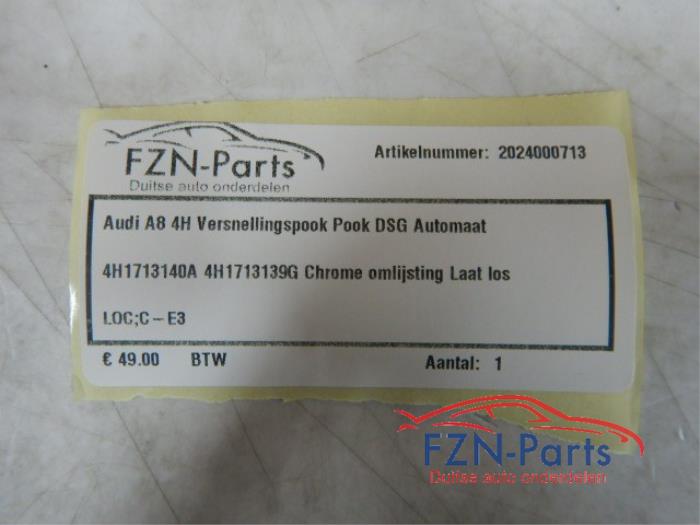 FZN-Parts
Duitse auto onderdelen
Artikelnummer: 2024000713
Audi A8 4H Versnellingspook Pook DSG Automaat
4H1713140A 4H1713139G Chrome omlijsting Laat los
LOC;C-E3
€ 49.00 BTW Aantal: 1
FZN-Parts
Duitse auto onderdelen